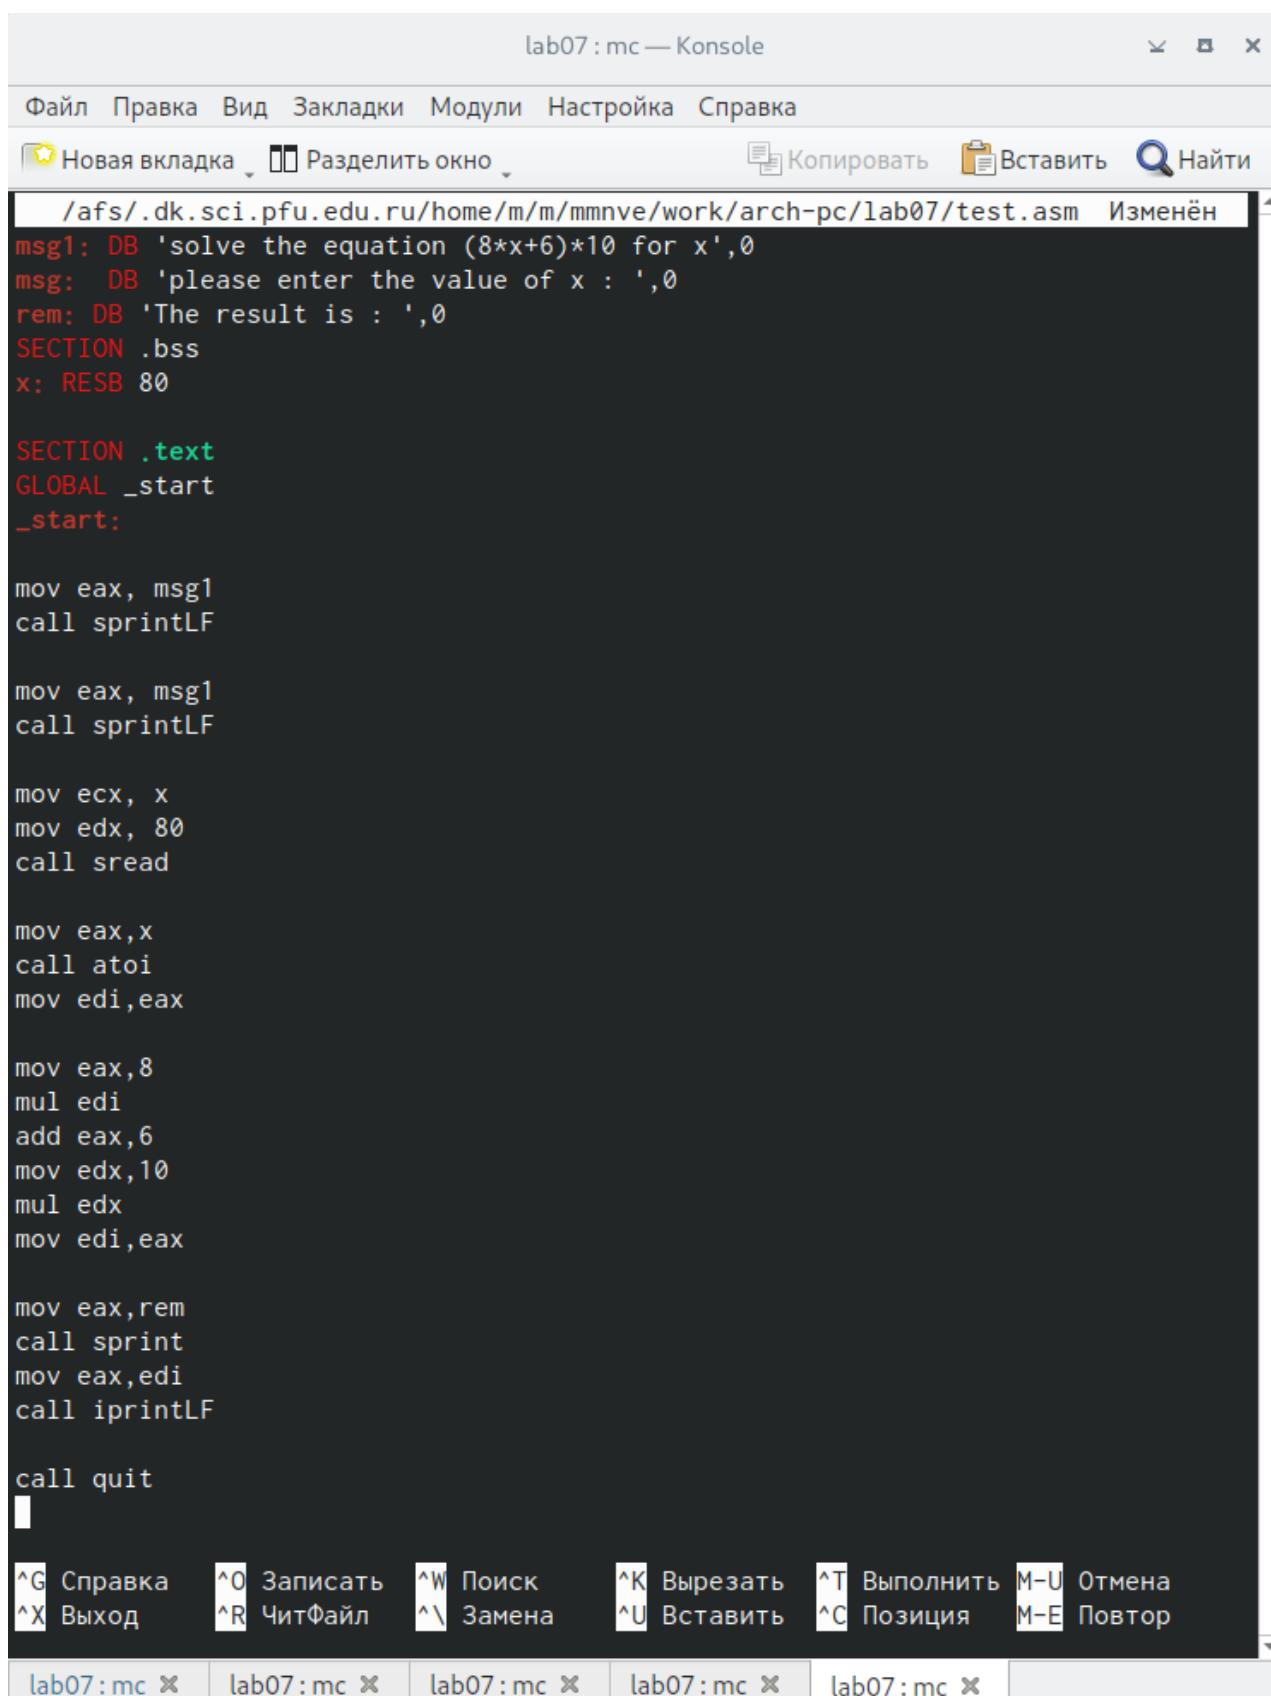 lab07 : mc — Konsole
Файл Правка Вид Закладки Модули Настройка Справка
Новая вкладка Разделить окно Копировать Вставить Найти
/afs/.dk.sci.pfu.edu.ru/home/m/m/mmnve/work/arch-pc/lab07/test.asm Изменён
msg1: DB 'solve the equation (8*x+6)*10 for x',0
msg: DB 'please enter the value of x : ',0
rem: DB 'The result is : ',0
SECTION .bss
x: RESB 80
SECTION .text
GLOBAL _start
_start:
mov eax, msg1
call sprintLF
mov eax, msg1
call sprintLF
mov ecx, x
mov edx, 80
call sread
mov eax,x
call atoi
mov edi,eax
mov eax,8
mul edi
add eax,6
mov edx,10
mul edx
mov edi,eax
mov eax,rem
call sprint
mov eax,edi
call iprintLF
call quit
^G Справка ^O Записать ^W Поиск ^K Вырезать ^T Выполнить M-U Отмена
^X Выход ^R ЧитФайл ^\ Замена ^U Вставить ^C Позиция M-E Повтор
lab07 : mc lab07 : mc lab07 : mc lab07 : mc lab07 : mc